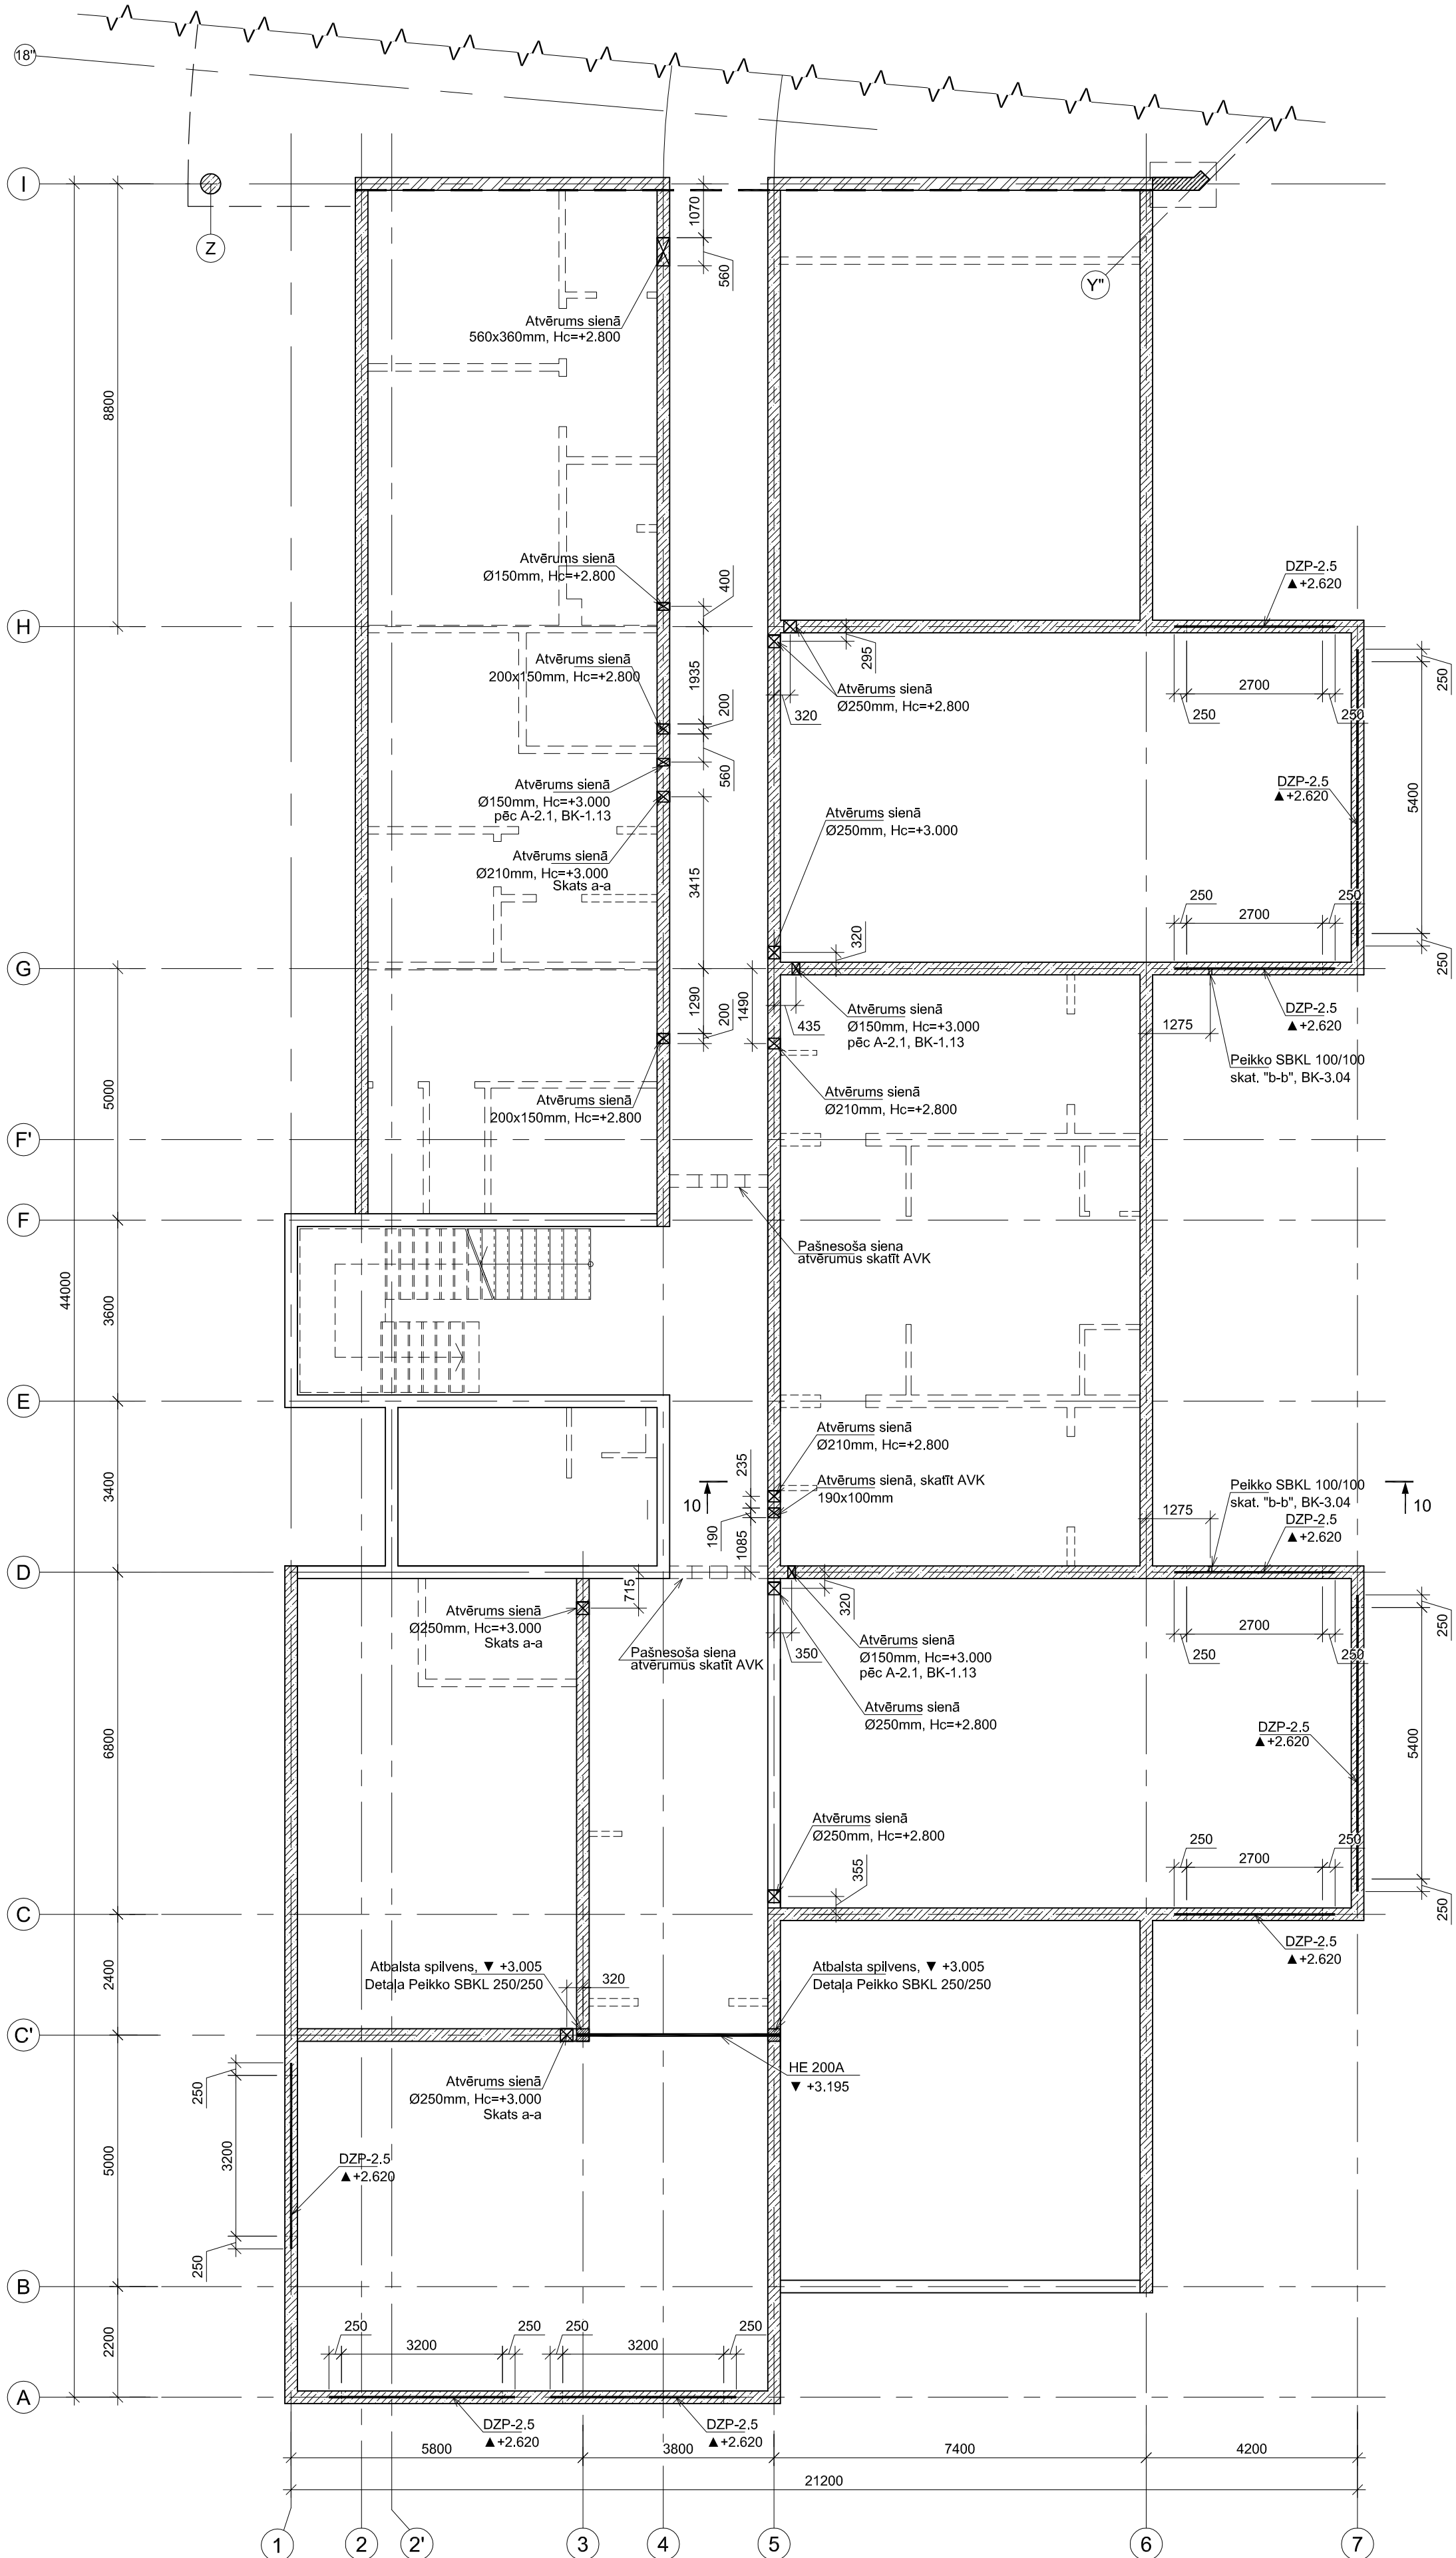 18"
I
Z
Y"
1070
560
Atvērums sienā
560x360mm, Hc=+2.800
8800
Atvērums sienā
Ø150mm, Hc=+2.800
400
DZP-2.5
▲+2.620
H
295
250
Atvērums sienā
200x150mm, Hc=+2.800
1935
200
320
Atvērums sienā
Ø250mm, Hc=+2.800
2700
250
250
560
Atvērums sienā
Ø150mm, Hc=+3.000
pēc A-2.1, BK-1.13
DZP-2.5
▲+2.620
5400
Atvērums sienā
Ø250mm, Hc=+3.000
Atvērums sienā
Ø210mm, Hc=+3.000
Skats a-a
3415
250
2700
250
320
250
G
1290
200
1490
435
Atvērums sienā
Ø150mm, Hc=+3.000
pēc A-2.1, BK-1.13
1275
DZP-2.5
▲+2.620
Peikko SBKL 100/100
skat. "b-b", BK-3.04
5000
Atvērums sienā
200x150mm, Hc=+2.800
Atvērums sienā
Ø210mm, Hc=+2.800
F'
F
Pašnesoša siena
atvērumus skatīt AVK
44000
3600
E
Atvērums sienā
Ø210mm, Hc=+2.800
235
Atvērums sienā, skatīt AVK
190x100mm
3400
10
10
190
1085
1275
Peikko SBKL 100/100
skat. "b-b", BK-3.04
DZP-2.5
▲+2.620
D
715
320
250
Atvērums sienā
Ø250mm, Hc=+3.000
Skats a-a
Pašnesoša siena
atvērumus skatīt AVK
350
Atvērums sienā
Ø150mm, Hc=+3.000
pēc A-2.1, BK-1.13
2700
250
250
Atvērums sienā
Ø250mm, Hc=+2.800
6800
DZP-2.5
▲+2.620
5400
Atvērums sienā
Ø250mm, Hc=+2.800
355
250
2700
250
250
C
DZP-2.5
▲+2.620
2400
Atbalsta spilvens, ▼ +3.005
Detaļa Peikko SBKL 250/250
320
Atbalsta spilvens, ▼ +3.005
Detaļa Peikko SBKL 250/250
C'
HE 200A
▼ +3.195
250
Atvērums sienā
Ø250mm, Hc=+3.000
Skats a-a
3200
5000
DZP-2.5
▲+2.620
250
B
2200
250
3200
250
250
3200
250
A
DZP-2.5
▲+2.620
DZP-2.5
▲+2.620
5800
3800
7400
4200
21200
1
2
2'
3
4
5
6
7